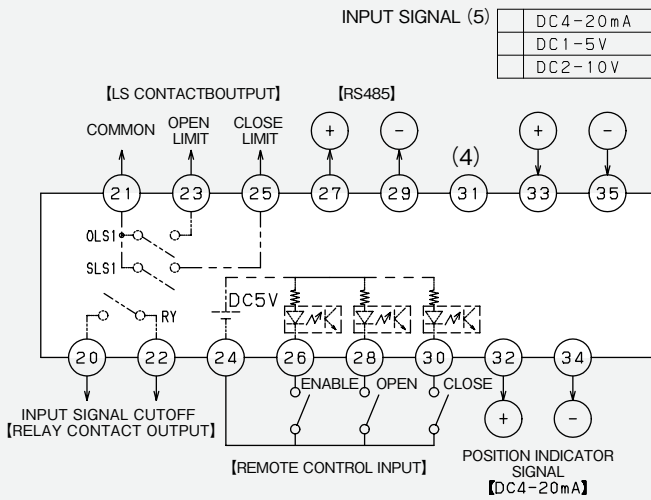 INPUT SIGNAL (5)
DC4-20mA
DC1-5V
DC2-10V
【LS CONTACTBOUTPUT】
【RS485】
COMMON
OPEN LIMIT
CLOSE LIMIT
+
-
(4)
+
-
21
23
25
27
29
31
33
35
OLS1
SLS1
DC5V
RY
20
22
24
26
28
30
32
34
ENABLE
OPEN
CLOSE
+
-
INPUT SIGNAL CUTOFF
【RELAY CONTACT OUTPUT】
【REMOTE CONTROL INPUT】
POSITION INDICATOR
SIGNAL
【DC4-20mA】